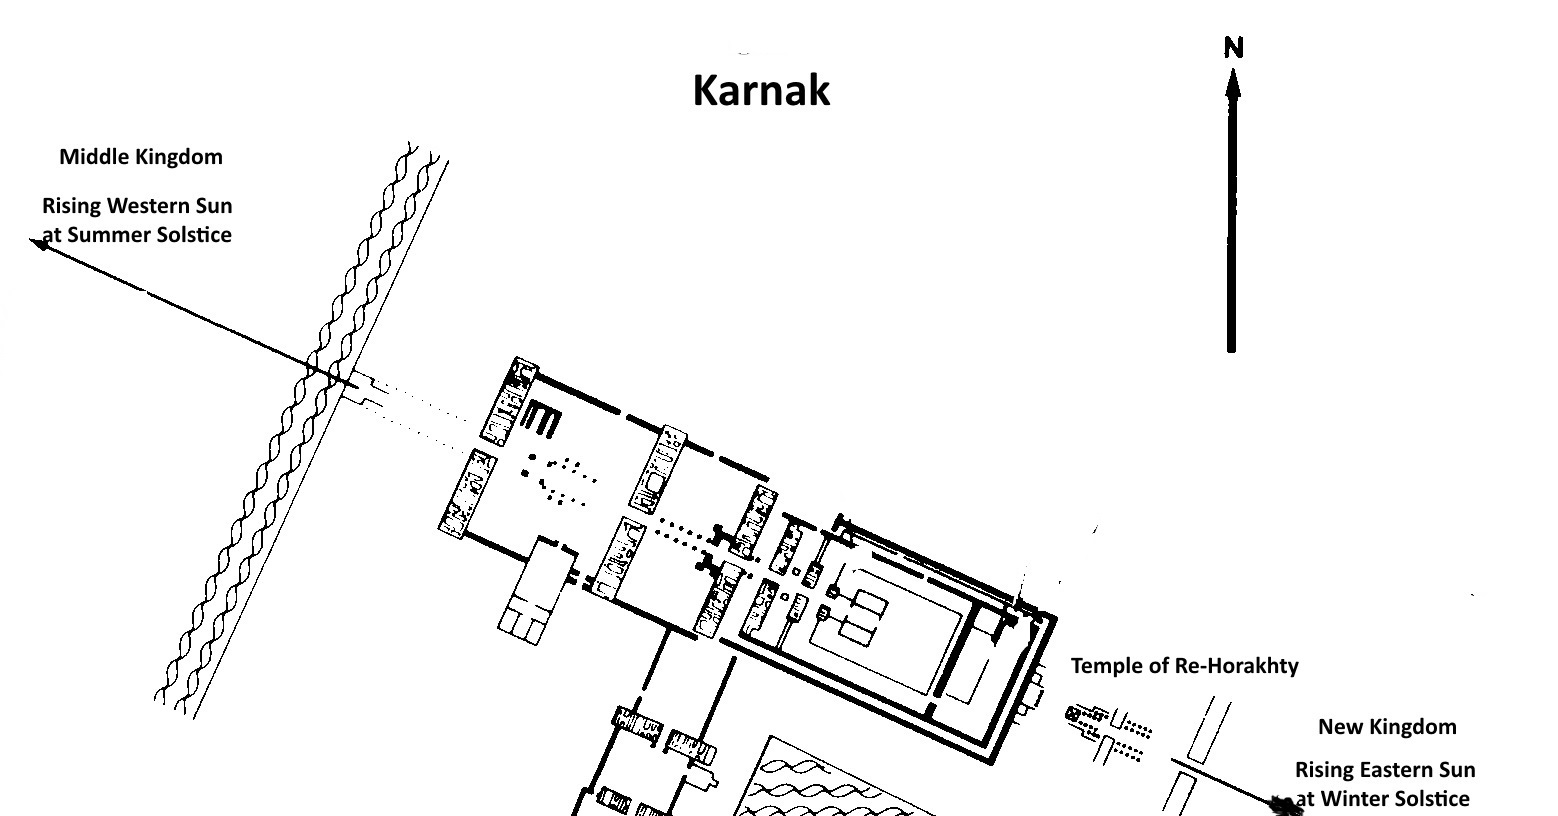 N
Karnak
Middle Kingdom
Rising Western Sun
at Summer Solstice
Temple of Re-Horakhty
New Kingdom
Rising Eastern Sun
at Winter Solstice